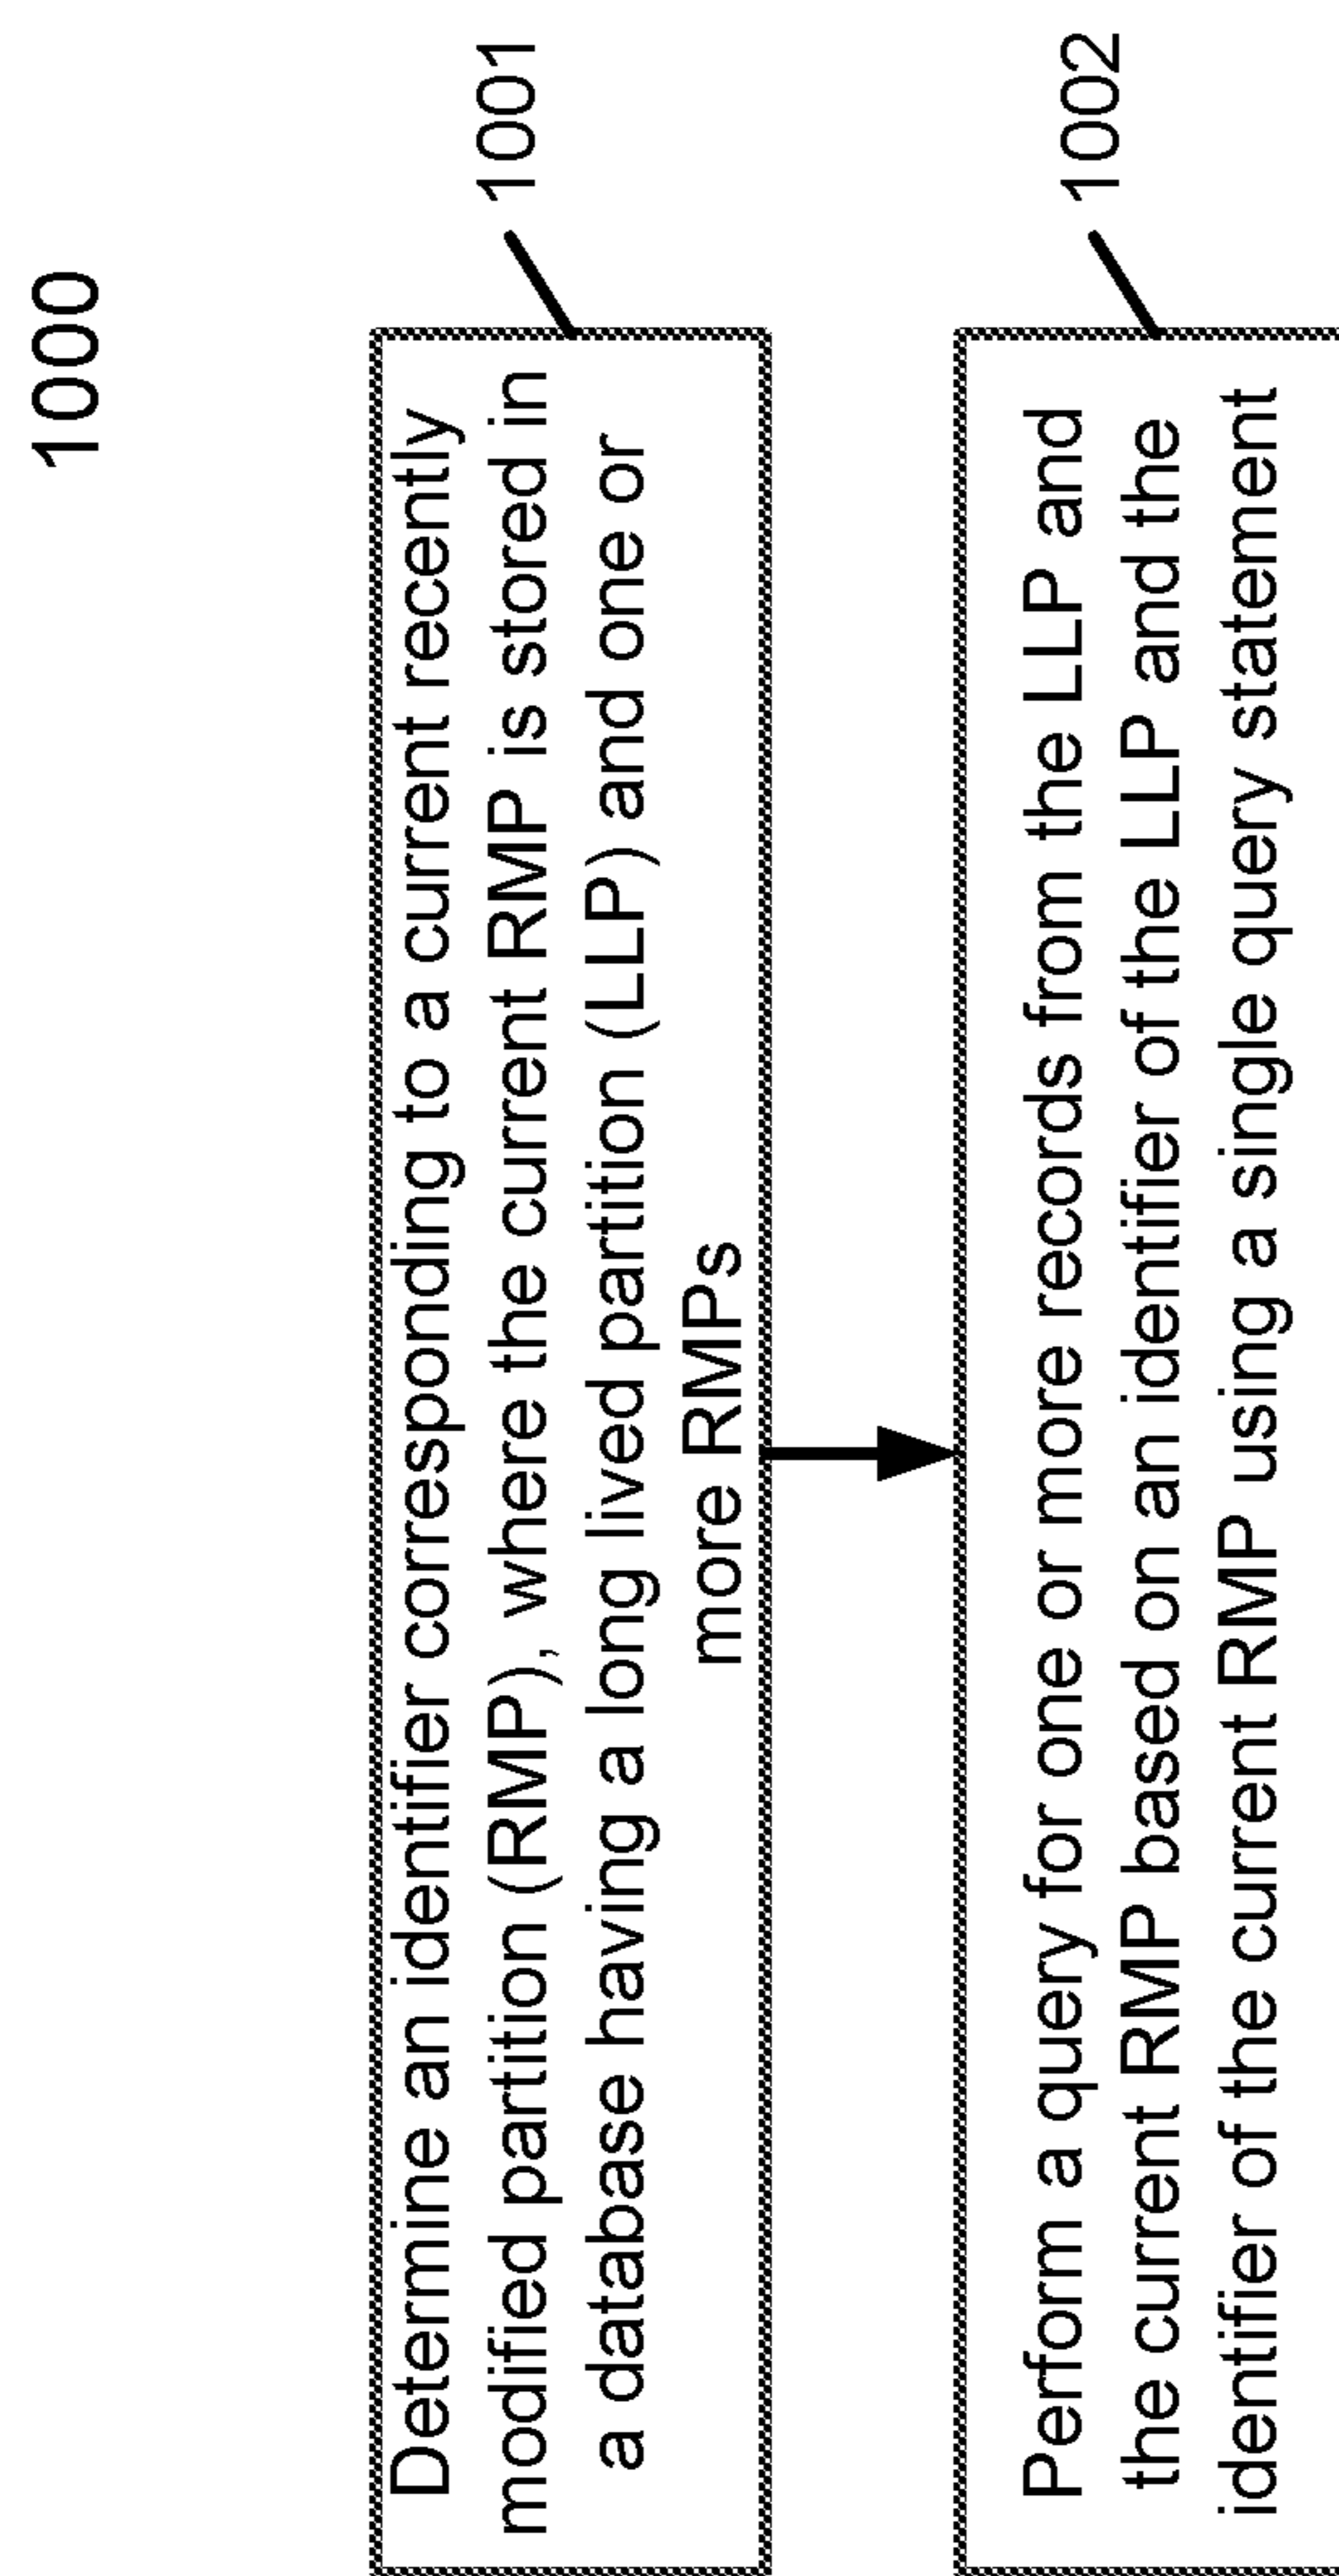 1000
Determine an identifier corresponding to a current recently
modified partition (RMP), where the current RMP is stored in
a database having a long lived partition (LLP) and one or
more RMPs
1001
Perform a query for one or more records from the LLP and
the current RMP based on an identifier of the LLP and the
identifier of the current RMP using a single query statement
1002